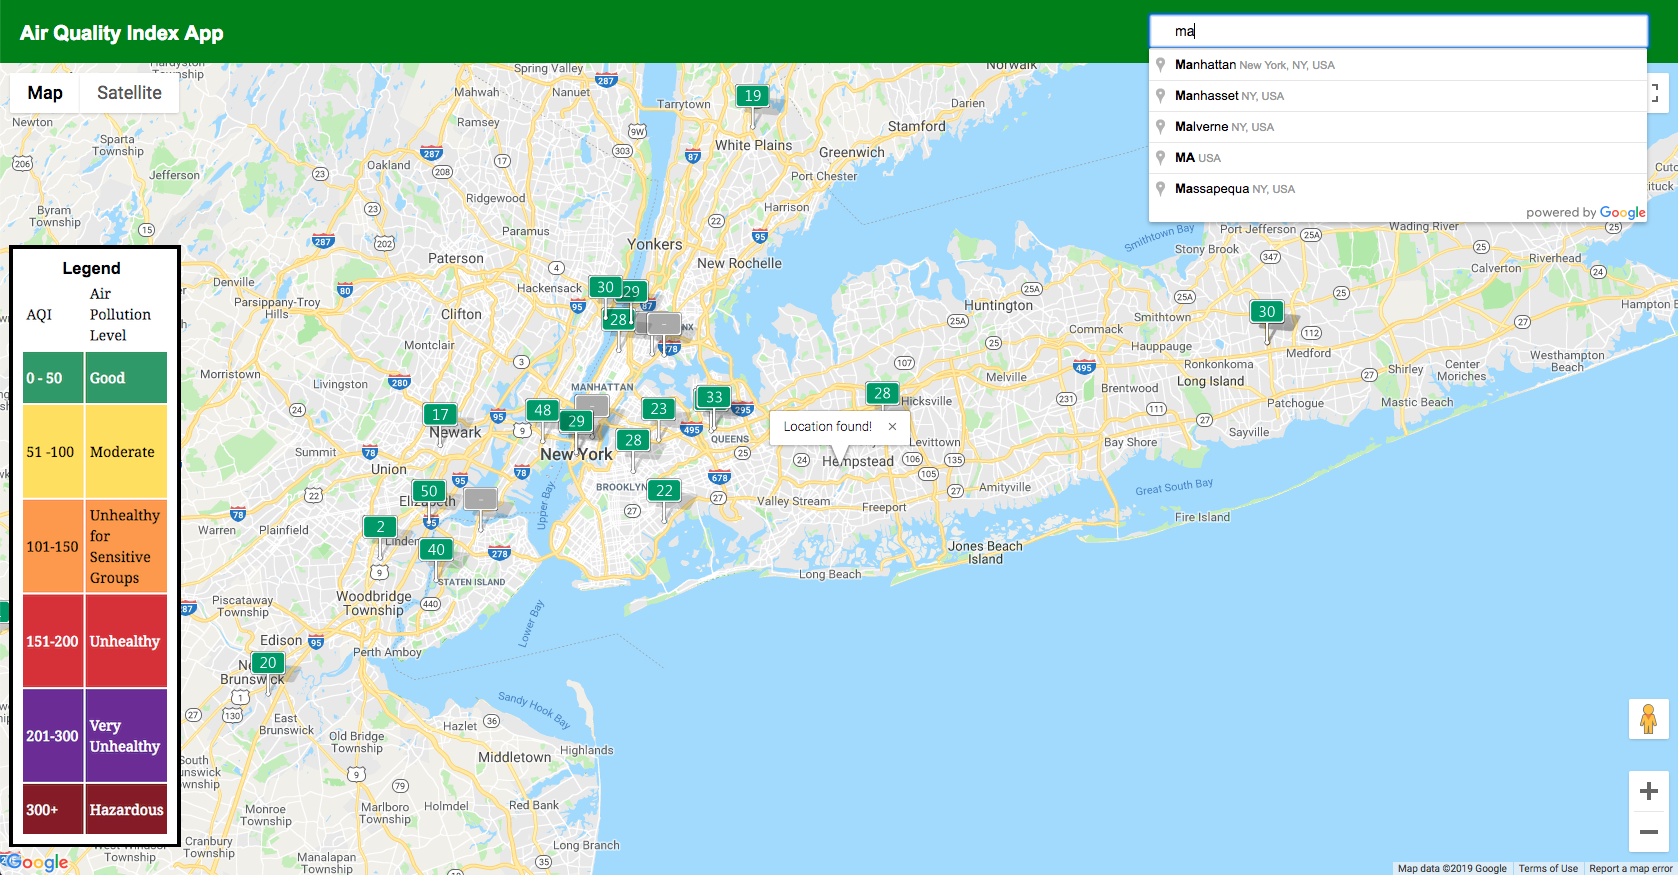 Air Quality Index App
ma
Manhattan New York, NY, USA
Manhasset NY, USA
Malverne NY, USA
MA USA
Massapequa NY, USA
powered by Google
Map
Satellite
Legend
AQI
Air
Pollution
Level
0 - 50
Good
51 -100
Moderate
101-150
Unhealthy
for
Sensitive
Groups
151-200
Unhealthy
201-300
Very
Unhealthy
300+
Hazardous
Location found!
Spring Valley
Norwalk
Mahwah
Nanuet
Tarrytown
Darien
Newton
Ramsey
Stamford
Sparta
Township
White Plains
Greenwich
Oakland
Jefferson
Port Chester
Ridgewood
Harrison
Byram
Township
Paramus
Yonkers
New Rochelle
Paterson
Hackensack
Denville
Parsippany-Troy
Hills
Clifton
Montclair
Morristown
Livingston
MANHATTAN
Newark
New York
Summit
Union
Elizabeth
Linden
BROOKLYN
QUEENS
Warren
Plainfield
STATEN ISLAND
Woodbridge
Township
Piscataway
Township
Edison
Perth Amboy
New
Brunswick
East
Brunswick
Old Bridge
Township
Hazlet
Middletown
Highlands
Red Bank
Monroe
Township
Marlboro
Township
Holmdel
Cranbury
Township
Manalapan
Township
Long Branch
Upper Bay
Lower Bay
Sandy Hook Bay
Smithtown Bay
Stony Brook
Port Jefferson
Wading River
Riverhead
Calverton
Huntington
Commack
Smithtown
Hauppauge
Ronkonkoma
Long Island
Medford
Center
Moriches
Westhampton
Beach
Hampton
Shirley
Mastic Beach
Patchogue
Sayville
Brentwood
Bay Shore
Melville
Hicksville
Levittown
Hempstead
Valley Stream
Freeport
Amityville
Long Beach
Jones Beach
Island
Great South Bay
Fire Island
19
30
29
28
30
28
33
23
48
29
28
17
22
50
2
40
20
Google
Map data ©2019 Google
Terms of Use
Report a map error